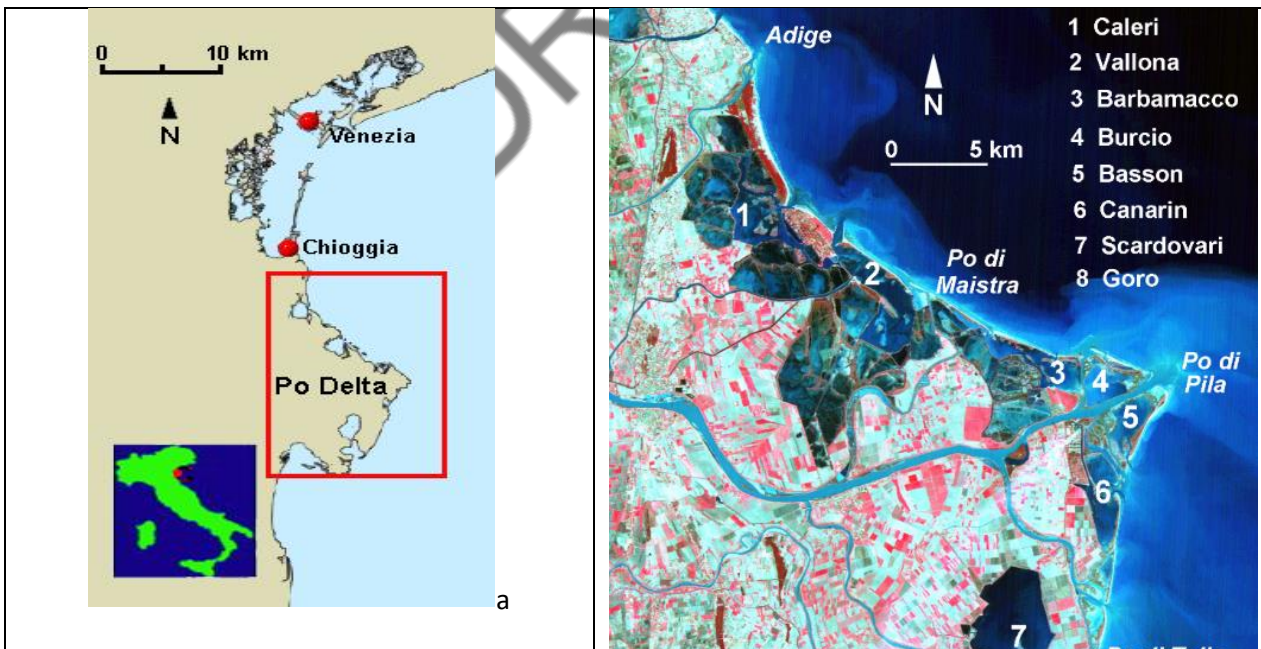 0 10 km
N
Venezia
Chioggia
Po Delta
a
Adige
N
0 5 km
1 Caleri
2 Vallona
3 Barbamacco
4 Burcio
5 Basson
6 Canarin
7 Scardovari
8 Goro
Po di
Maistra
Po di
Pila
1
2
3
4
5
6
7